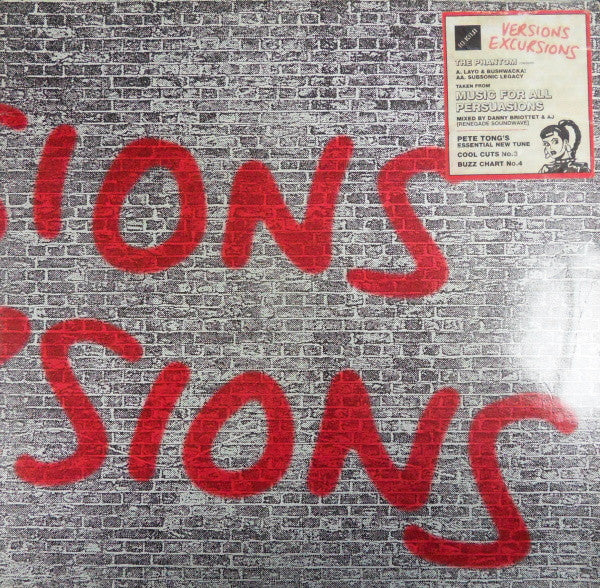 VERSIONS
EXCURSIONS
THE PHANTOM
A. LAYO & BUSHWACKA!
AA. SUBSONIC LEGACY
TAKEN FROM
MUSIC FOR ALL
PERSUASIONS
MIXED BY DANNY BRIOTTET & AJ
(RENEGADE SOUNDWAVE)
PETE TONG'S
ESSENTIAL NEW TUNE
COOL CUTS No.3
BUZZ CHART No.4
SIONS
SIONS